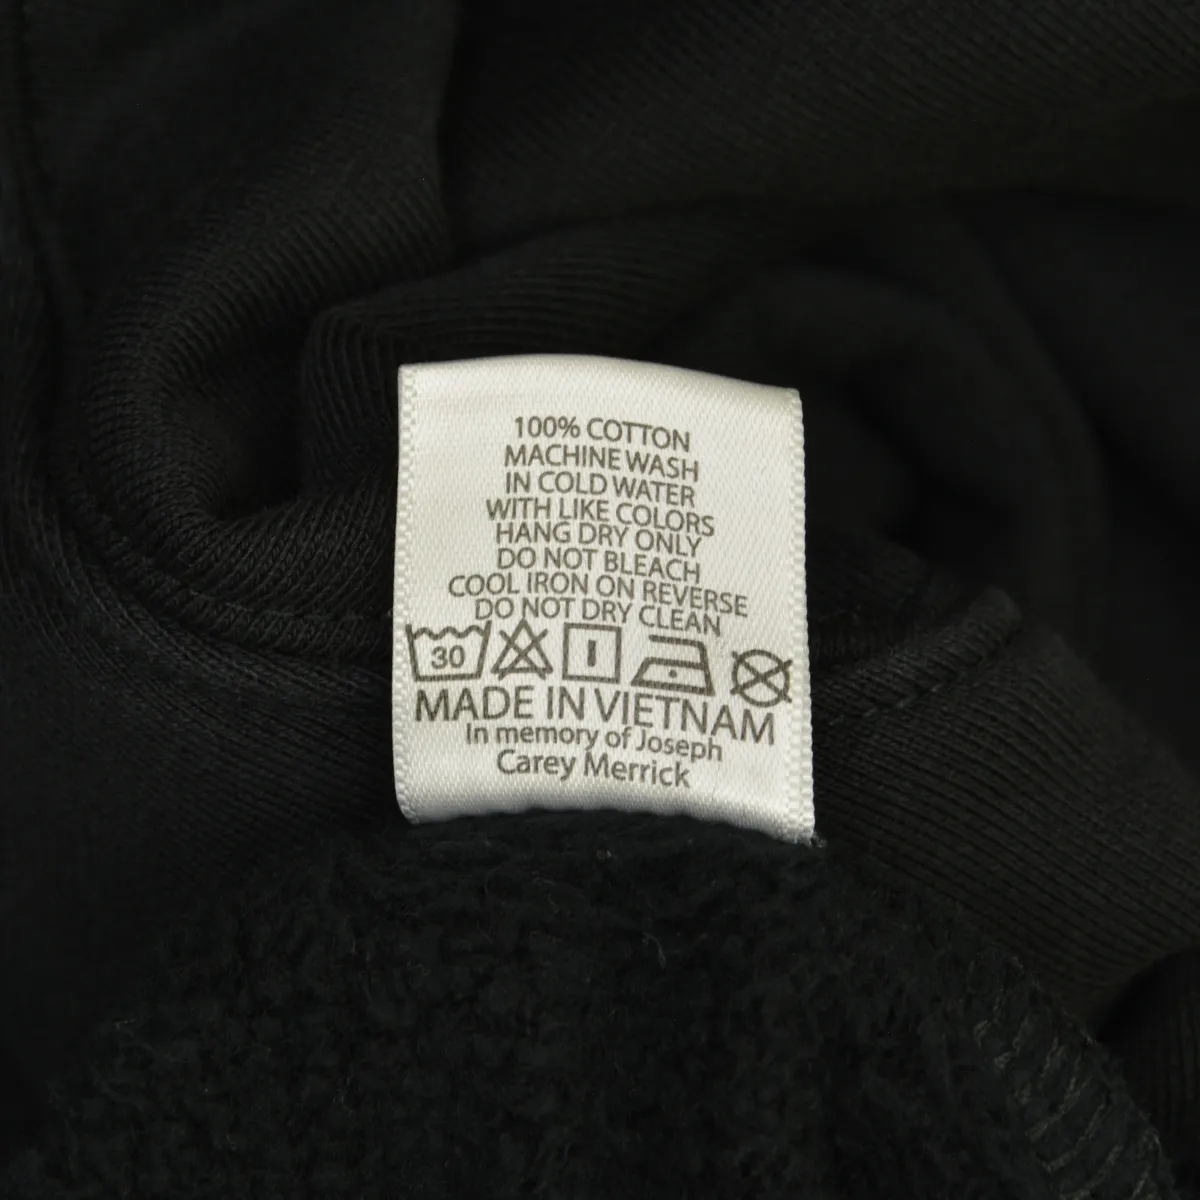 100% COTTON
MACHINE WASH
IN COLD WATER
WITH LIKE COLORS
HANG DRY ONLY
DO NOT BLEACH
COOL IRON ON REVERSE
DO NOT DRY CLEAN
30
MADE IN VIETNAM
In memory of Joseph
Carey Merrick